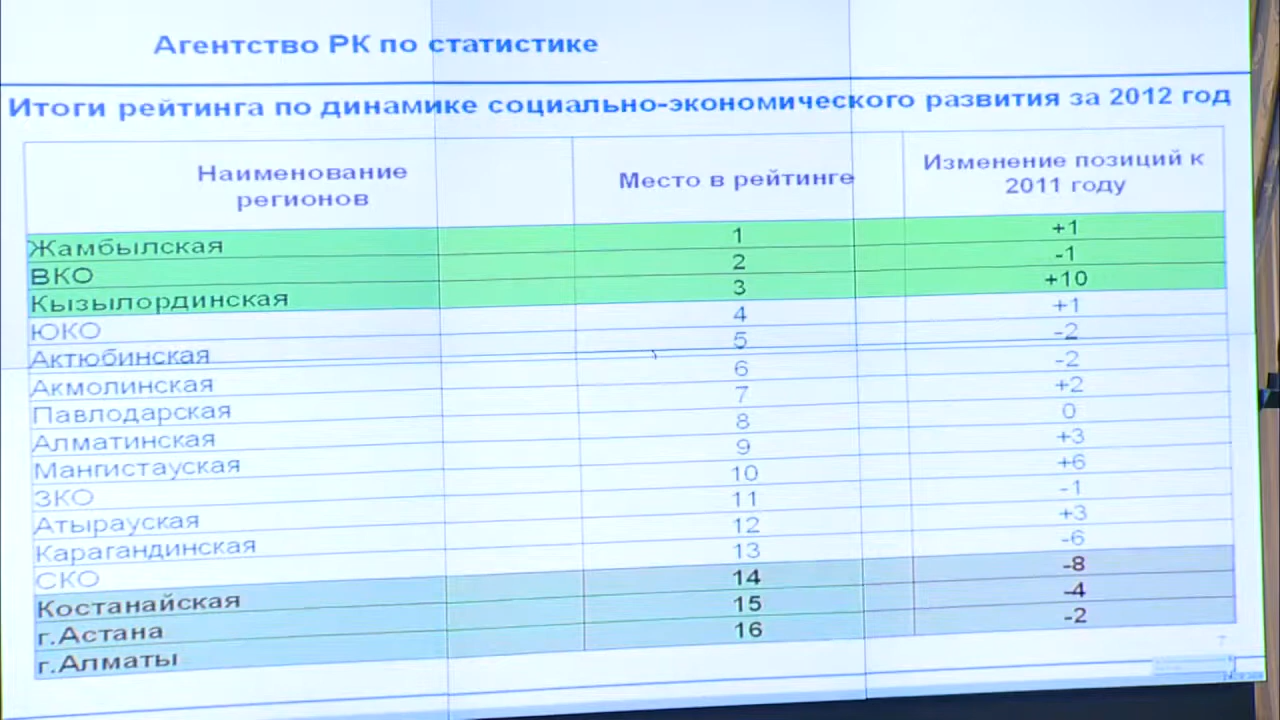 Агентство РК по статистике
Итоги рейтинга по динамике социально-экономического развития за 2012 год
Наименование регионов Место в рейтинге Изменение позиций к 2011 году
Жамбылская 1 +1
ВКО 2 -1
Кызылординская 3 +10
ЮКО 4 +1
Актюбинская 5 -2
Акмолинская 6 -2
Павлодарская 7 +2
Алматинская 8 0
Мангистауская 9 +3
ЗКО 10 +6
Атырауская 11 -1
Карагандинская 12 +3
СКО 13 -6
Костанайская 14 -8
г.Астана 15 -4
г.Алматы 16 -2
7